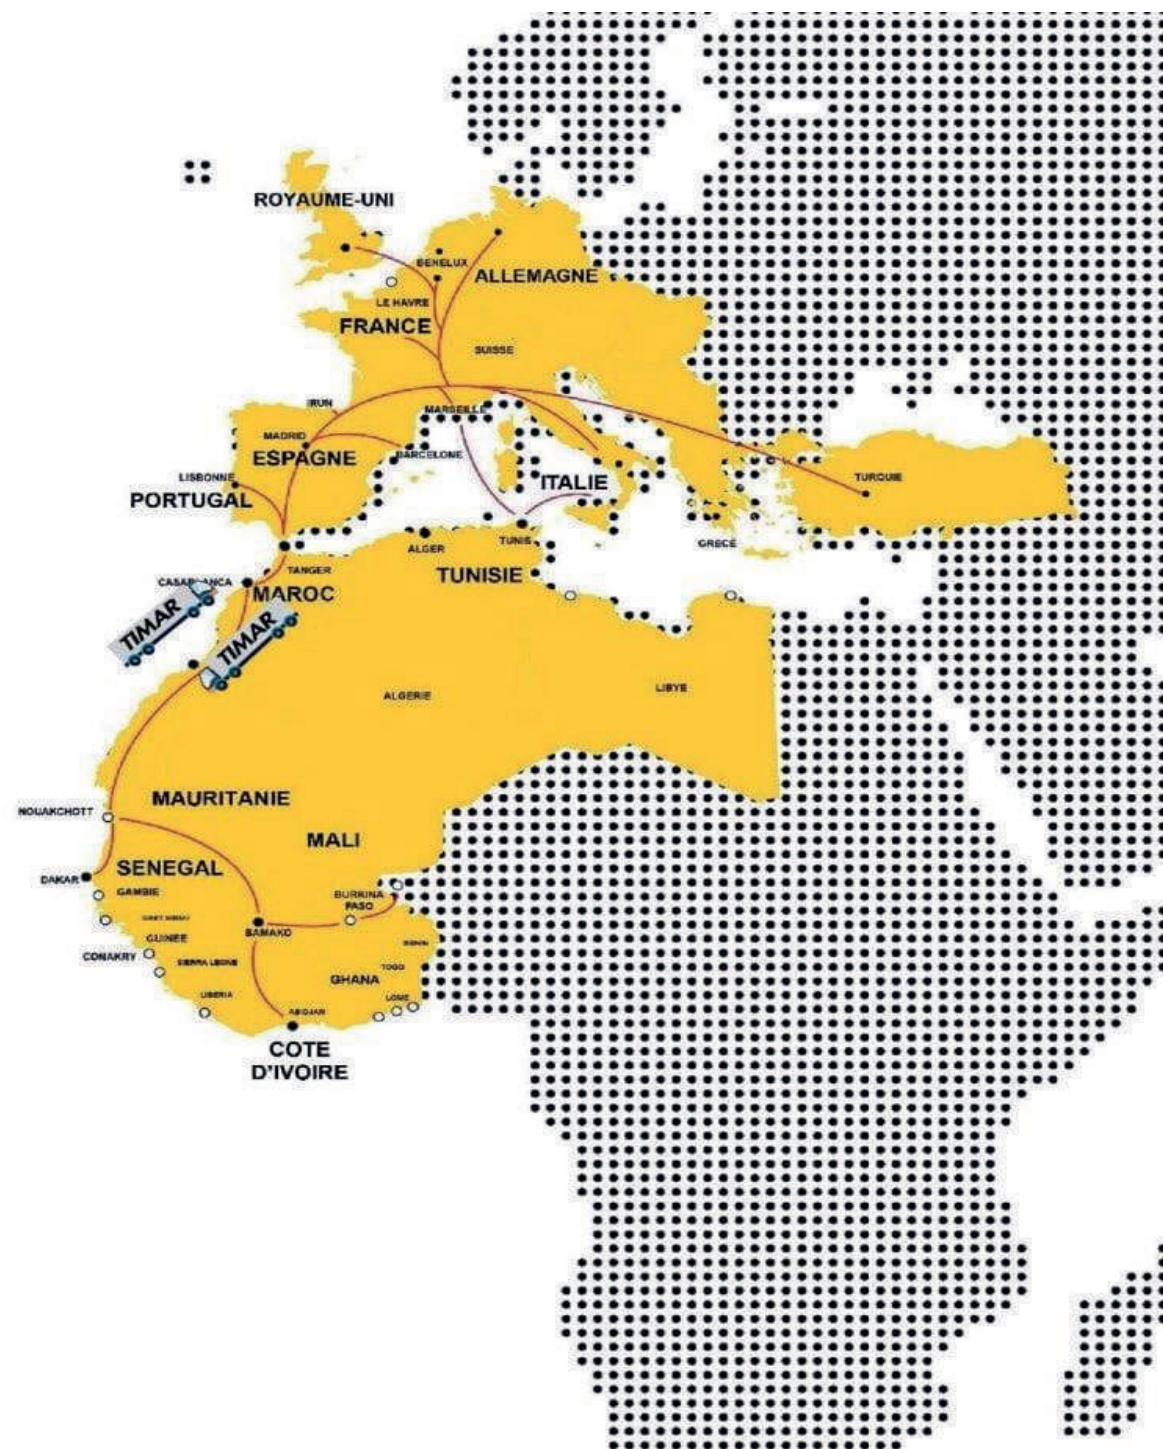 ROYAUME-UNI
BENELUX
ALLEMAGNE
LE HAVRE
FRANCE
SUISSE
IRUN
MARSEILLE
MADRID
ESPAGNE
BARCELONE
LISBONNE
PORTUGAL
ITALIE
TURQUIE
ALGER
TUNIS
GRECE
TANGER
TUNISIE
CASABLANCA
MAROC
TIMAR
TIMAR
ALGERIE
LIBYE
MAURITANIE
NOUAKCHOTT
MALI
SENEGAL
DAKAR
GAMBIE
BURKINA
FASO
BAMAKO
GUINEE
BENIN
CONAKRY
SIERRA LEONE
TOGO
GHANA
LIBERIA
LOME
ABIDJAN
COTE
D'IVOIRE